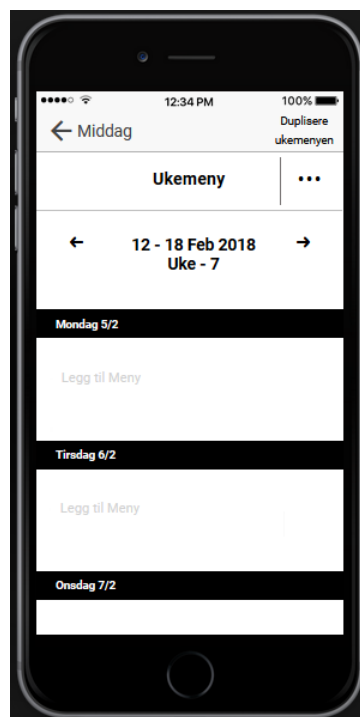 12:34 PM
100%
← Middag
Duplisere
ukemenyen
Ukemeny
•••
← 12 - 18 Feb 2018 →
Uke - 7
Mondag 5/2
Legg til Meny
Tirsdag 6/2
Legg til Meny
Onsdag 7/2